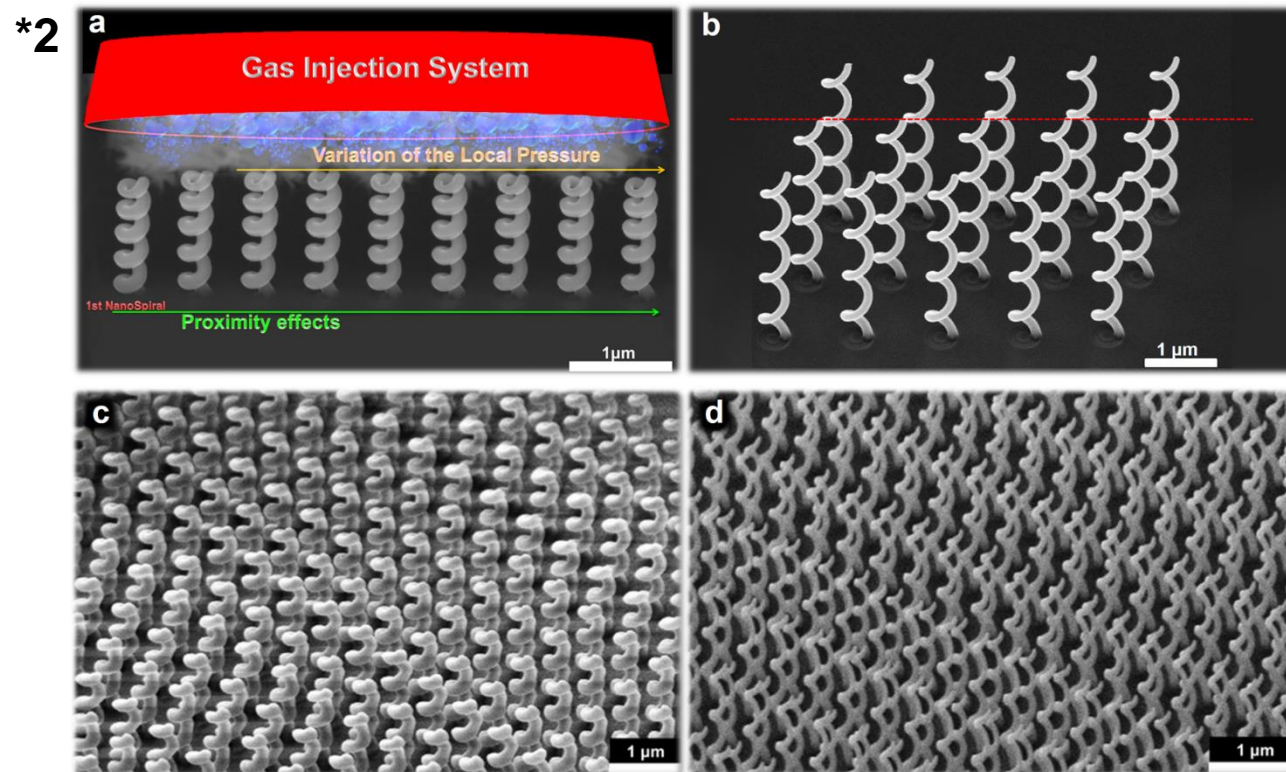 *2
a
Gas Injection System
Variation of the Local Pressure
1st NanoSpiral
Proximity effects
1µm
b
1 µm
c
1 µm
d
1 µm